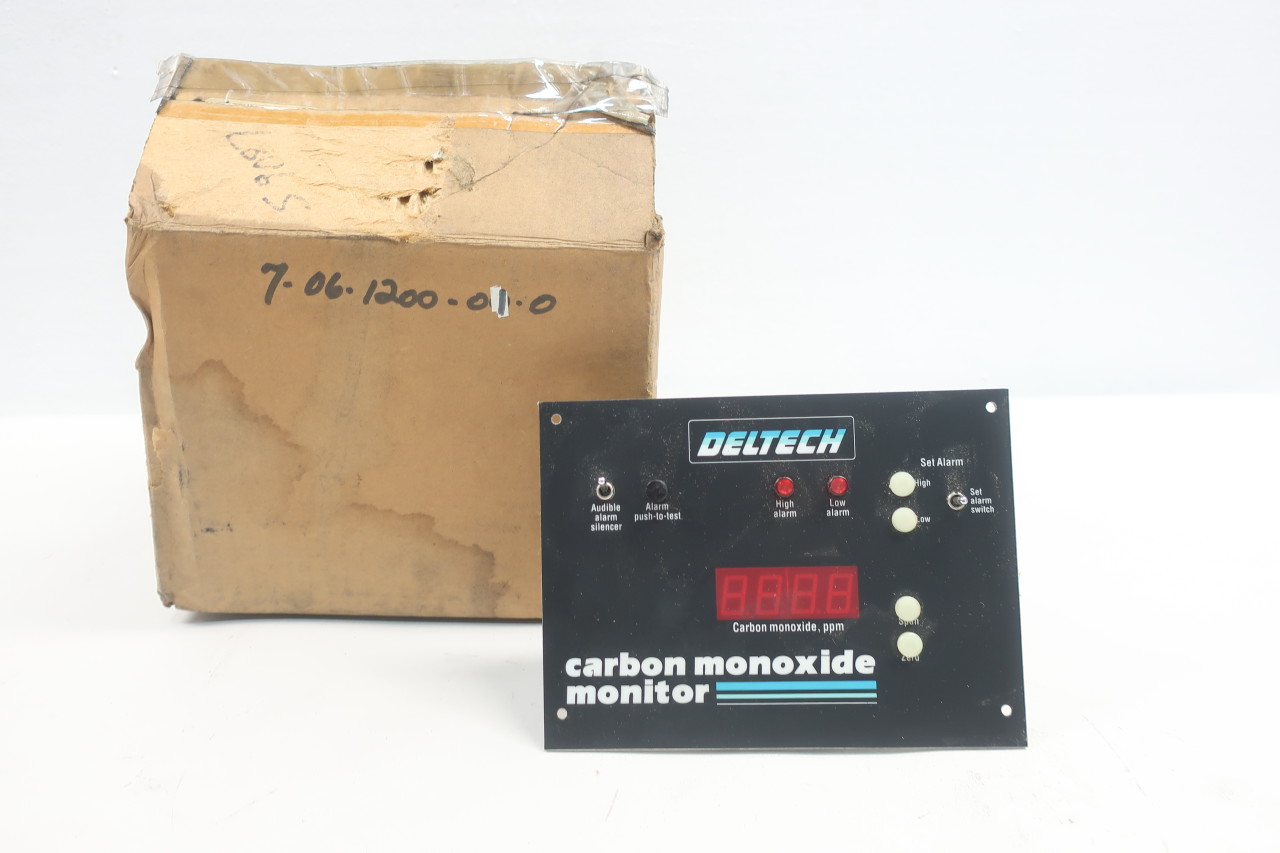 7-06-1200-01-0
DELTECH
Set Alarm
High
Low
Audible
alarm
silencer
Alarm
push-to-test
High
alarm
Low
alarm
Set
alarm
switch
Carbon monoxide, ppm
Span
Zero
carbon monoxide
monitor